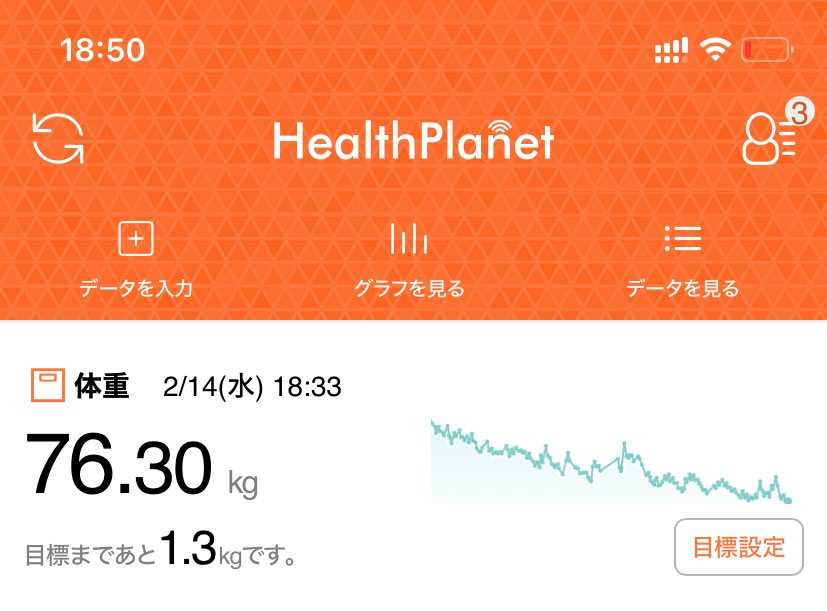 18:50
HealthPlanet
3
データを入力
グラフを見る
データを見る
体重 2/14(水) 18:33
76.30 kg
目標まであと1.3kgです。
目標設定